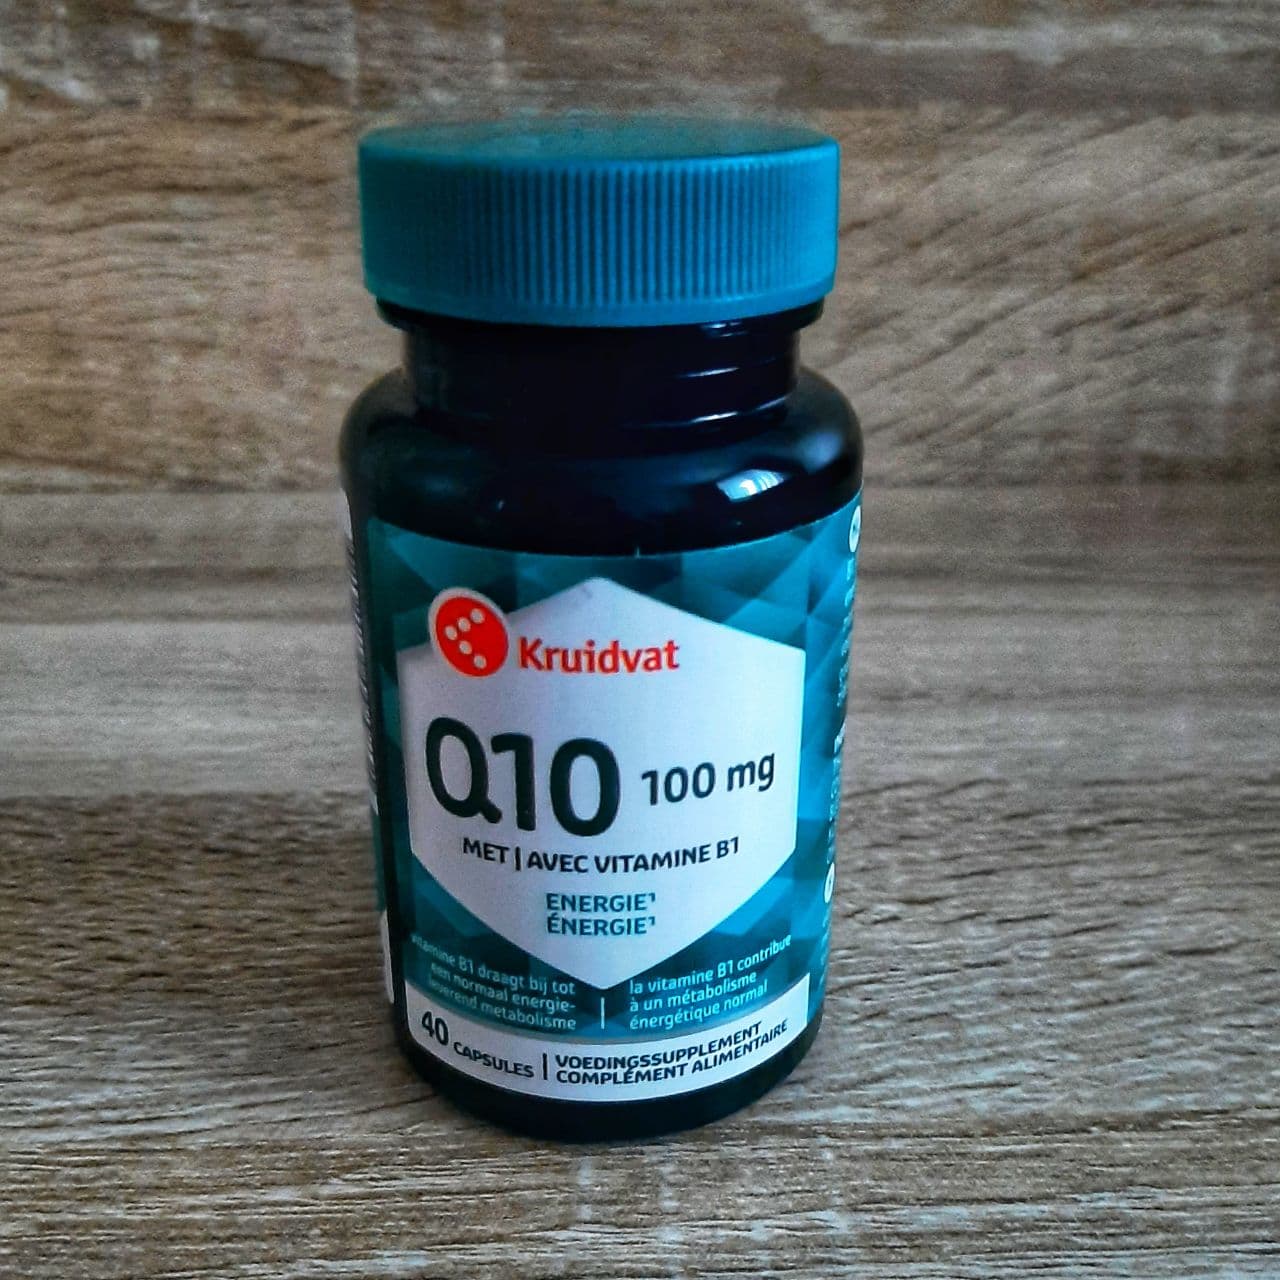 Kruidvat
Q10 100 mg
MET | AVEC VITAMINE B1
ENERGIE¹
ÉNERGIE¹
vitamine B1 draagt bij tot
een normaal energie-
leverend metabolisme
la vitamine B1 contribue
à un métabolisme
énergétique normal
40 CAPSULES
VOEDINGSSUPPLEMENT
COMPLÉMENT ALIMENTAIRE